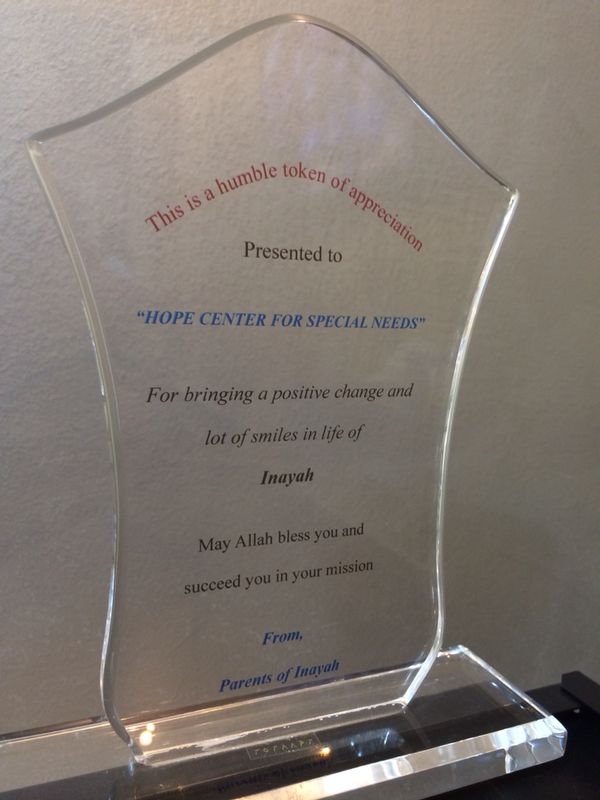 This is a humble token of appreciation
Presented to
“HOPE CENTER FOR SPECIAL NEEDS”
For bringing a positive change and
lot of smiles in life of
Inayah
May Allah bless you and
succeed you in your mission
From,
Parents of Inayah